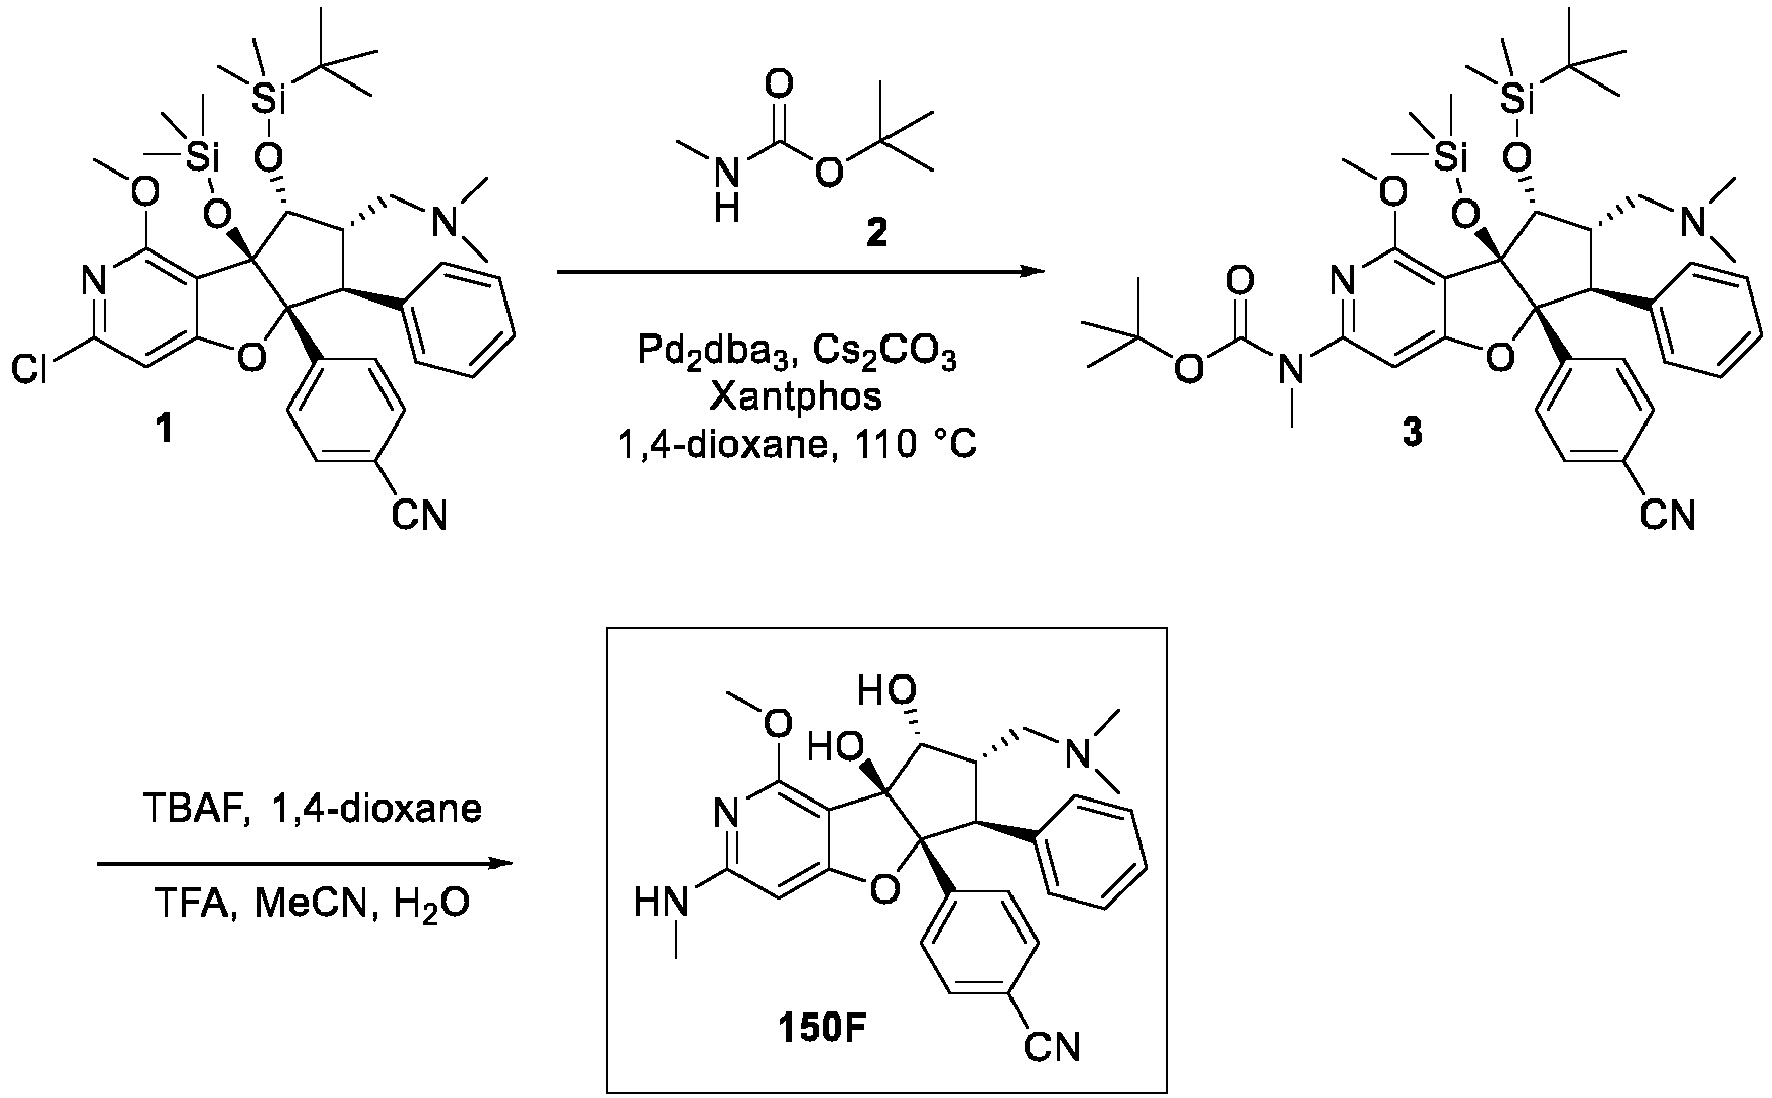 Si
Si
O
O
O
N
N
O
Cl
1
CN
O
N
H
O
2
Pd₂dba₃, Cs₂CO₃
Xantphos
1,4-dioxane, 110 °C
Si
Si
O
O
O
N
N
O
O
O
N
3
CN
TBAF, 1,4-dioxane
TFA, MeCN, H₂O
HO
O
HO
N
N
HN
O
150F
CN